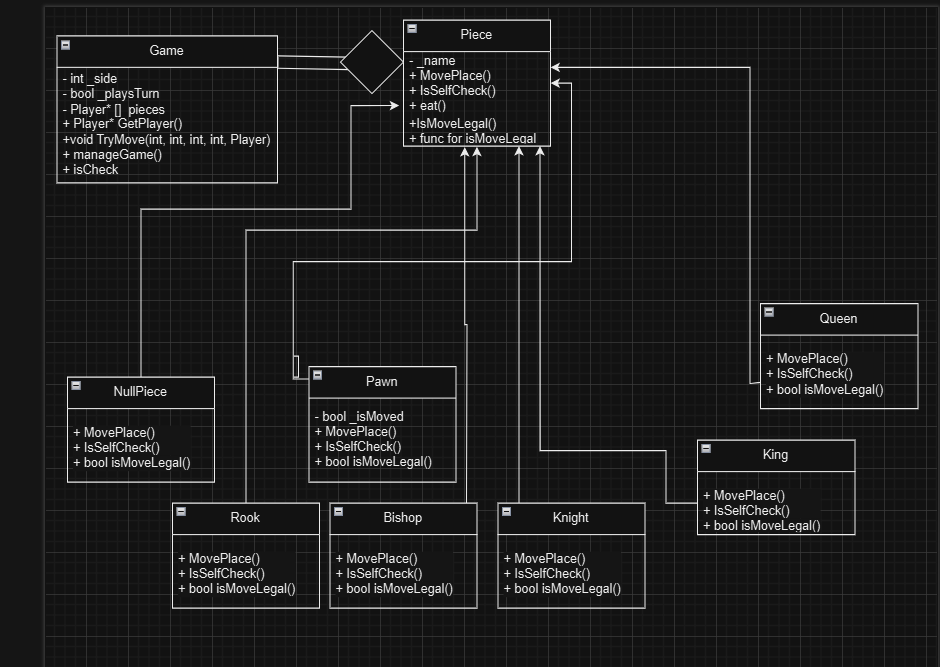 Game
- int _side
- bool _playsTurn
- Player* [] pieces
+ Player* GetPlayer()
+void TryMove(int, int, int, int, Player)
+ manageGame()
+ isCheck
Piece
- _name
+ MovePlace()
+ IsSelfCheck()
+ eat()
+IsMoveLegal()
+ func for isMoveLegal
Queen
+ MovePlace()
+ IsSelfCheck()
+ bool isMoveLegal()
NullPiece
+ MovePlace()
+ IsSelfCheck()
+ bool isMoveLegal()
Pawn
- bool _isMoved
+ MovePlace()
+ IsSelfCheck()
+ bool isMoveLegal()
King
+ MovePlace()
+ IsSelfCheck()
+ bool isMoveLegal()
Rook
+ MovePlace()
+ IsSelfCheck()
+ bool isMoveLegal()
Bishop
+ MovePlace()
+ IsSelfCheck()
+ bool isMoveLegal()
Knight
+ MovePlace()
+ IsSelfCheck()
+ bool isMoveLegal()